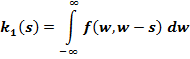 k₁(s) = ∫_{-∞}^{∞} f(w, w − s) dw